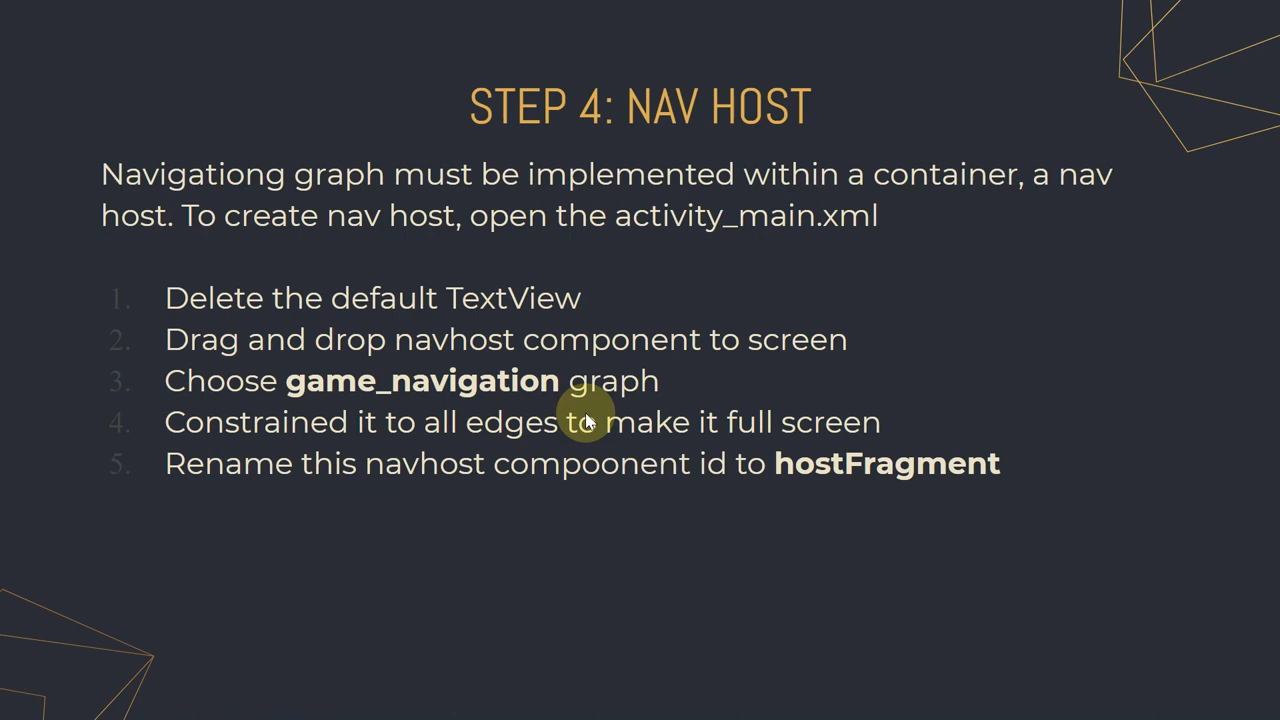 STEP 4: NAV HOST
Navigationg graph must be implemented within a container, a nav
host. To create nav host, open the activity_main.xml
1. Delete the default TextView
2. Drag and drop navhost component to screen
3. Choose game_navigation graph
4. Constrained it to all edges to make it full screen
5. Rename this navhost compoonent id to hostFragment